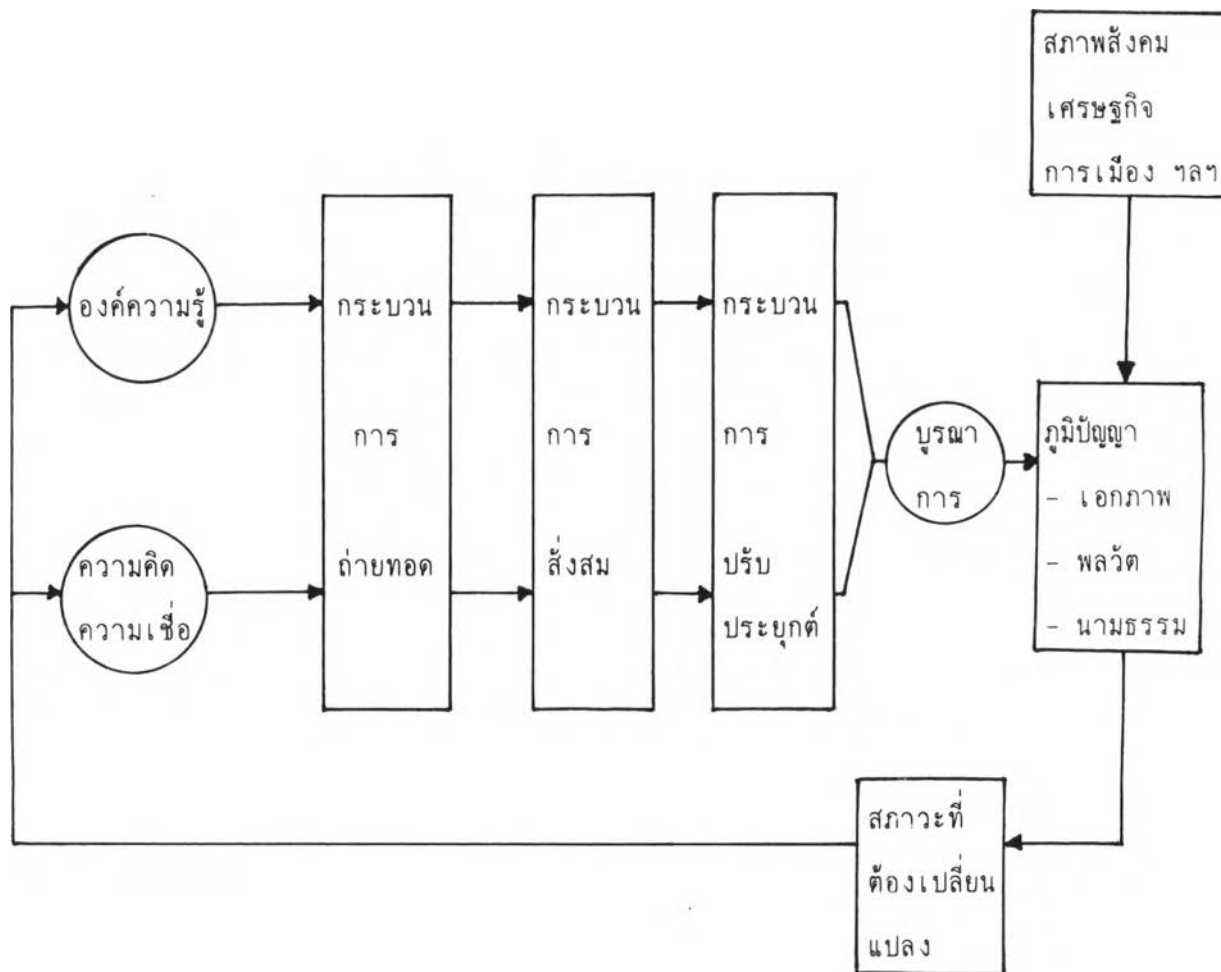 สภาพสังคม
เศรษฐกิจ
การเมือง ฯลฯ
องค์ความรู้
ความคิด
ความเชื่อ
กระบวน
การ
ถ่ายทอด
กระบวน
การ
สั่งสม
กระบวน
การ
ปรับ
ประยุกต์
บูรณา
การ
ภูมิปัญญา
- เอกภาพ
- พลวัต
- นามธรรม
สภาวะที่
ต้องเปลี่ยน
แปลง